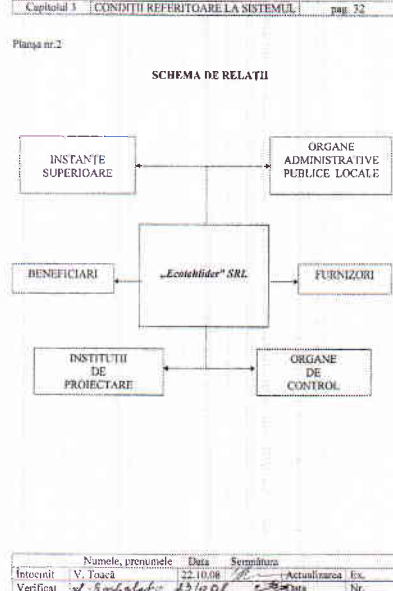 Capitolul 3 CONDIȚII REFERITOARE LA SISTEMUL pag. 32
Planșa nr.2
SCHEMA DE RELAȚII
INSTANȚE
SUPERIOARE
ORGANE
ADMINISTRATIVE
PUBLICE LOCALE
BENEFICIARI
„Ecotehlider” SRL
FURNIZORI
INSTITUȚII
DE
PROIECTARE
ORGANE
DE
CONTROL
Numele, prenumele Data Semnătura
Întocmit V. Toacă 22.10.08 Actualizarea Ex.
Verificat Data Nr.